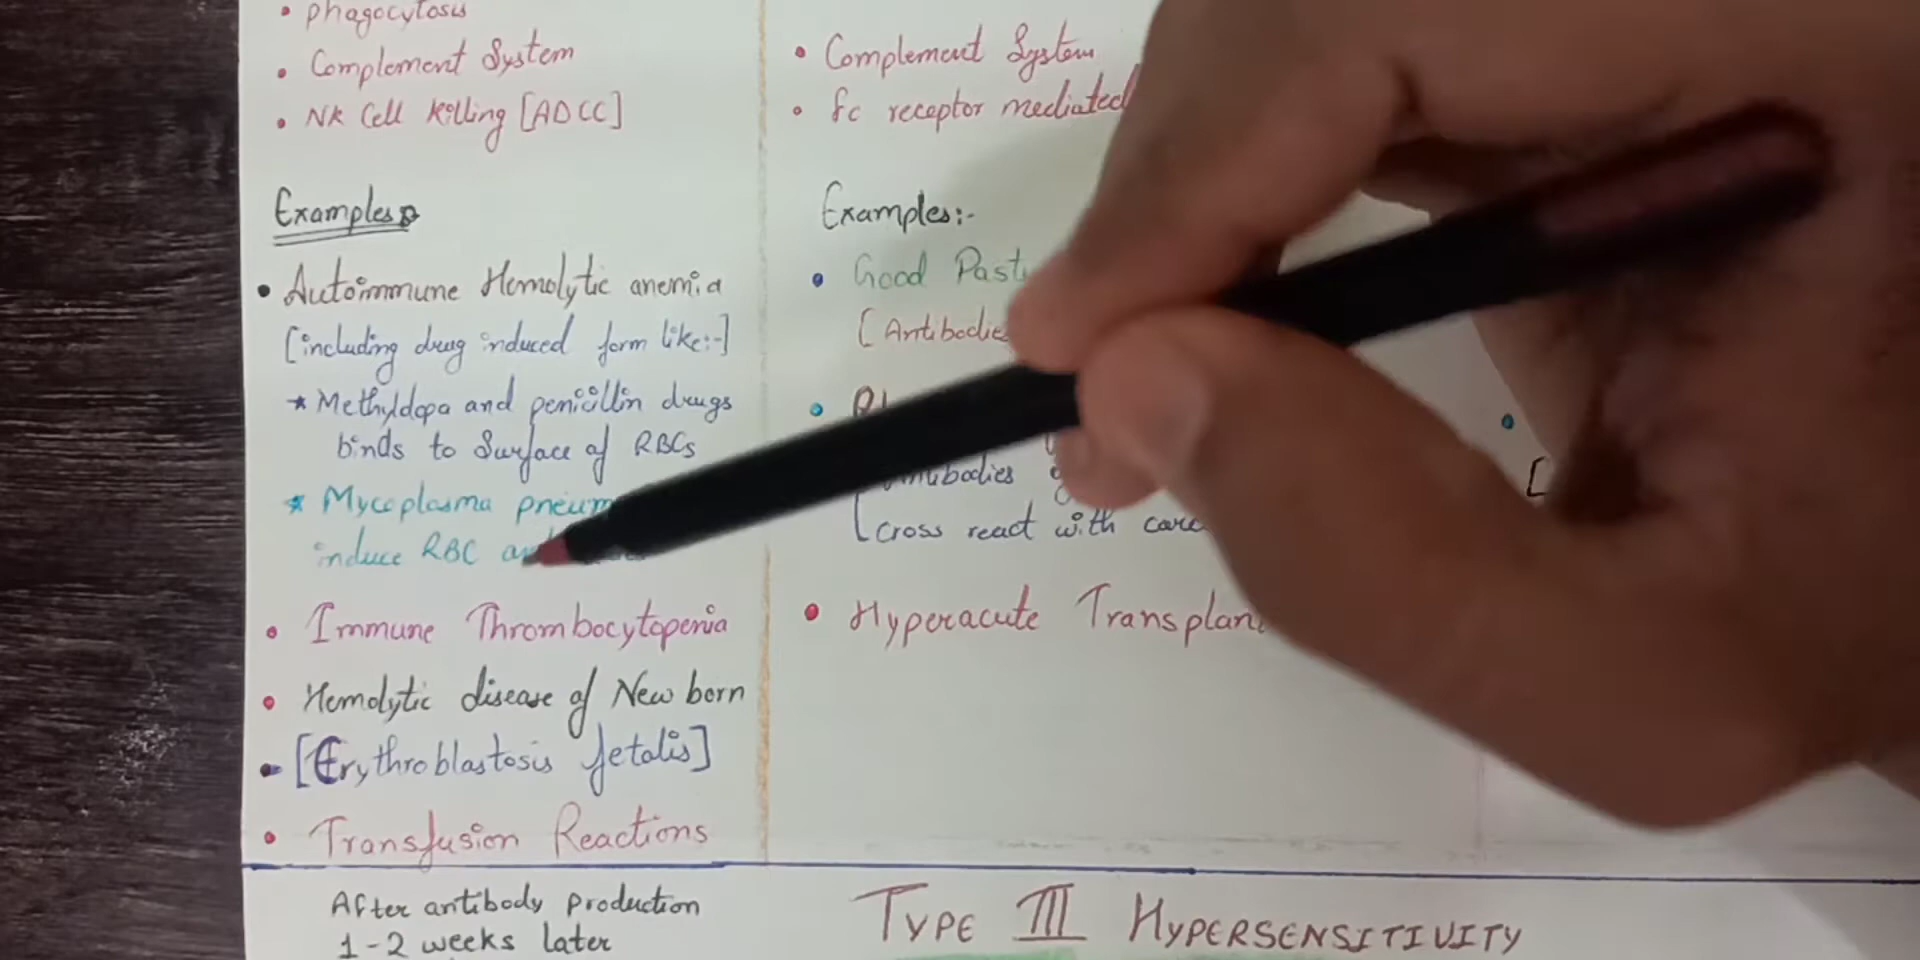 • phagocytosis
• Complement System
• NK Cell Killing [ADCC]
Examples
• Autoimmune Hemolytic anemia
[including drug induced form like:-]
* Methyldopa and penicillin drugs
binds to Surface of RBCs
* Mycoplasma
induce RBC
• Immune Thrombocytopenia
• Hemolytic disease of New born
• [Erythroblastosis fetalis]
• Transfusion Reactions
• Complement System
• Fc receptor mediated
Examples:-
• Good
[Antibodies
cross react with
• Hyperacute
After antibody production
1-2 weeks later
TYPE III HYPERSENSITIVITY